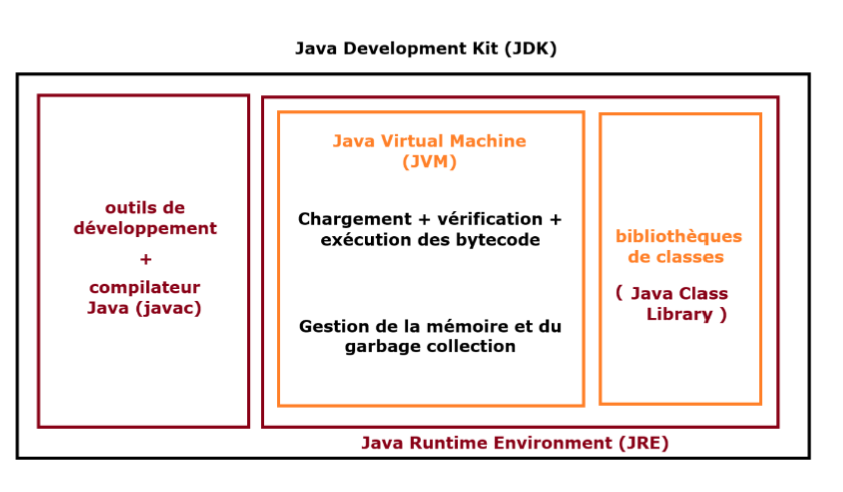 Java Development Kit (JDK)
outils de
développement
+
compilateur
Java (javac)
Java Virtual Machine
(JVM)
Chargement + vérification +
exécution des bytecode
Gestion de la mémoire et du
garbage collection
bibliothèques
de classes
( Java Class
Library )
Java Runtime Environment (JRE)